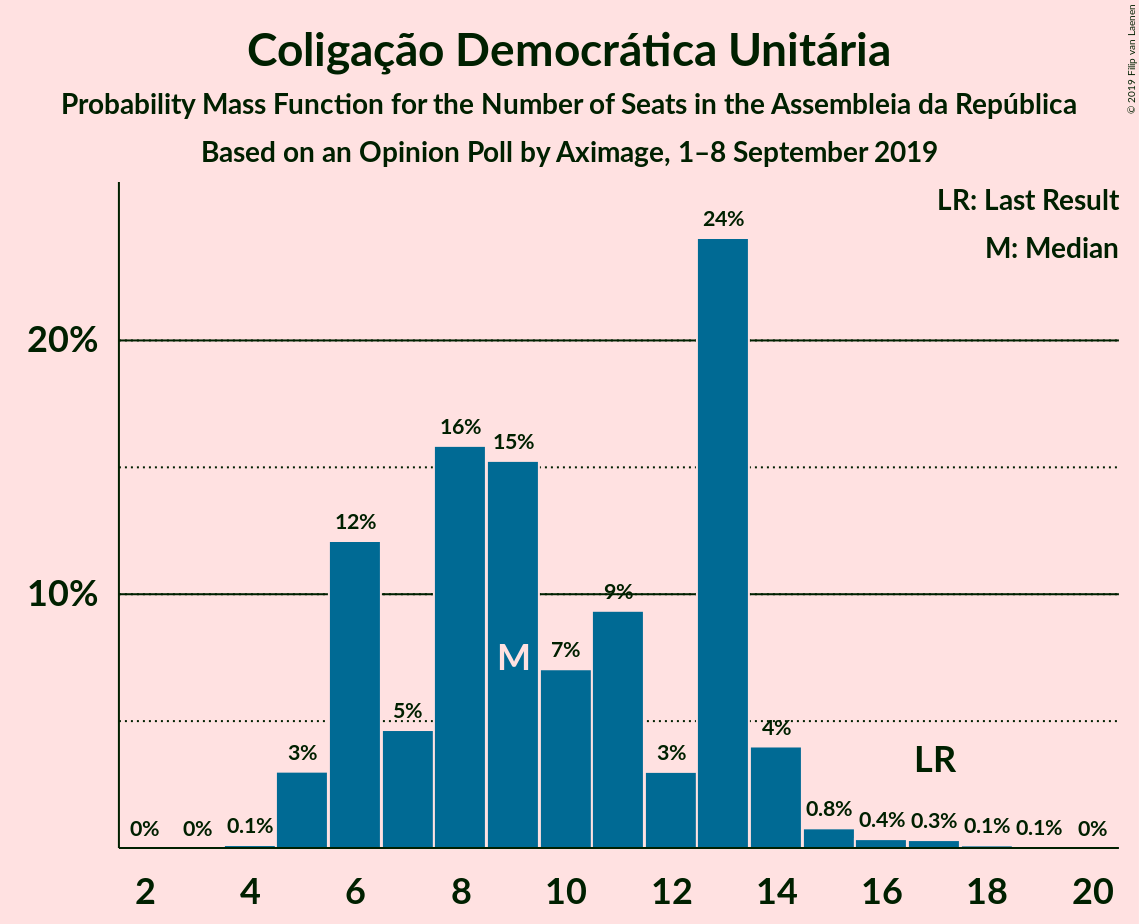 Coligação Democrática Unitária
Probability Mass Function for the Number of Seats in the Assembleia da República
Based on an Opinion Poll by Aximage, 1–8 September 2019
© 2019 Filip van Laenen
LR: Last Result
M: Median
20%
10%
0%
0%
0.1%
3%
12%
5%
16%
15%
7%
9%
3%
24%
4%
0.8%
0.4%
0.3%
0.1%
0.1%
0%
M
LR
2 4 6 8 10 12 14 16 18 20